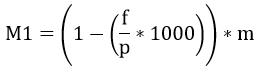 M1 = (1 − (f/p * 1000)) * m